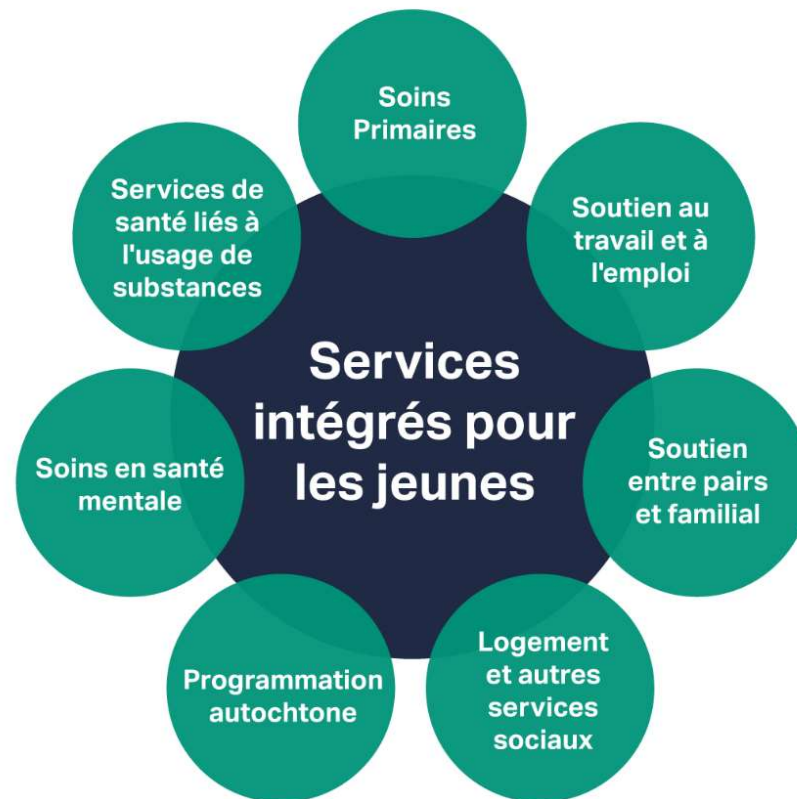 Soins
Primaires
Soutien au
travail et à
l'emploi
Soutien
entre pairs
et familial
Logement
et autres
services
sociaux
Programmation
autochtone
Soins en santé
mentale
Services de
santé liés à
l'usage de
substances
Services
intégrés pour
les jeunes